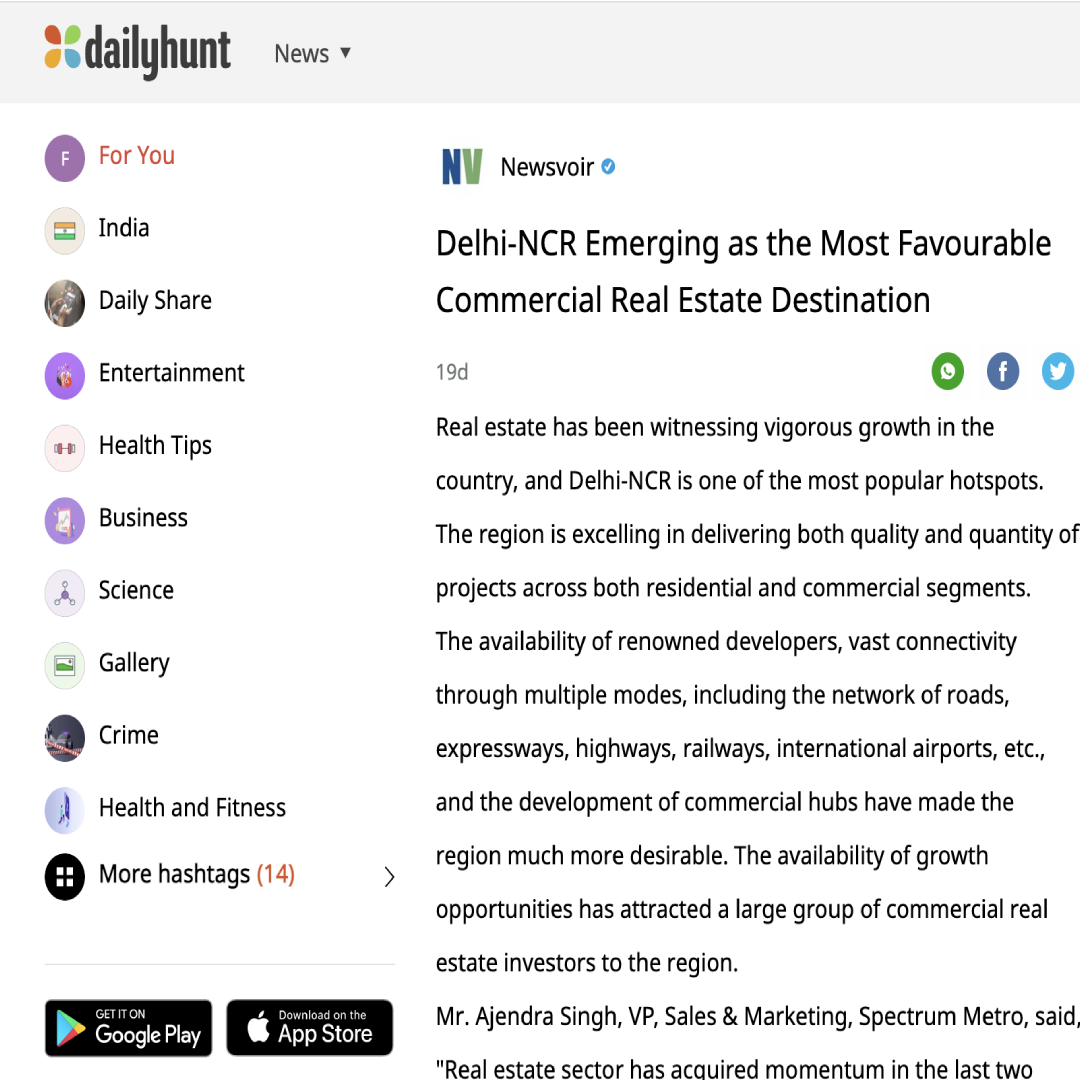 dailyhunt
News ▼
F
For You
India
Daily Share
Entertainment
Health Tips
Business
Science
Gallery
Crime
Health and Fitness
More hashtags (14)
GET IT ON
Google Play
Download on the
App Store
NV
Newsvoir
Delhi-NCR Emerging as the Most Favourable
Commercial Real Estate Destination
19d
Real estate has been witnessing vigorous growth in the
country, and Delhi-NCR is one of the most popular hotspots.
The region is excelling in delivering both quality and quantity of
projects across both residential and commercial segments.
The availability of renowned developers, vast connectivity
through multiple modes, including the network of roads,
expressways, highways, railways, international airports, etc.,
and the development of commercial hubs have made the
region much more desirable. The availability of growth
opportunities has attracted a large group of commercial real
estate investors to the region.
Mr. Ajendra Singh, VP, Sales & Marketing, Spectrum Metro, said,
"Real estate sector has acquired momentum in the last two